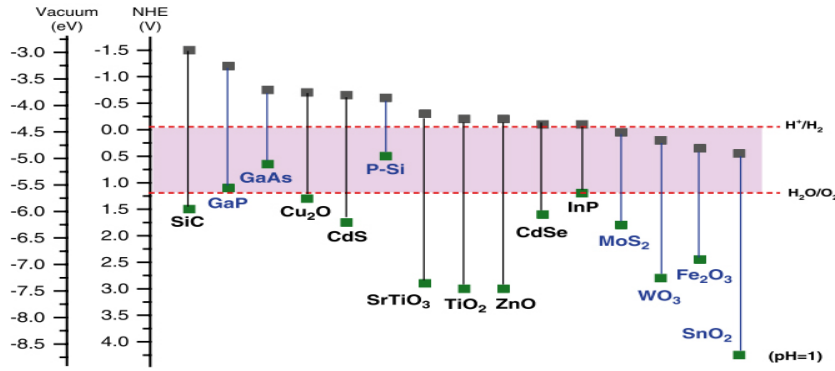 Vacuum
(eV)
NHE
(V)
-3.0
-3.5
-4.0
-4.5
-5.0
-5.5
-6.0
-6.5
-7.0
-7.5
-8.0
-8.5
-1.5
-1.0
-0.5
0.0
0.5
1.0
1.5
2.0
2.5
3.0
3.5
4.0
H⁺/H₂
H₂O/O₂
SiC
GaP
GaAs
Cu₂O
CdS
P-Si
SrTiO₃
TiO₂
ZnO
CdSe
InP
MoS₂
WO₃
Fe₂O₃
SnO₂
(pH=1)